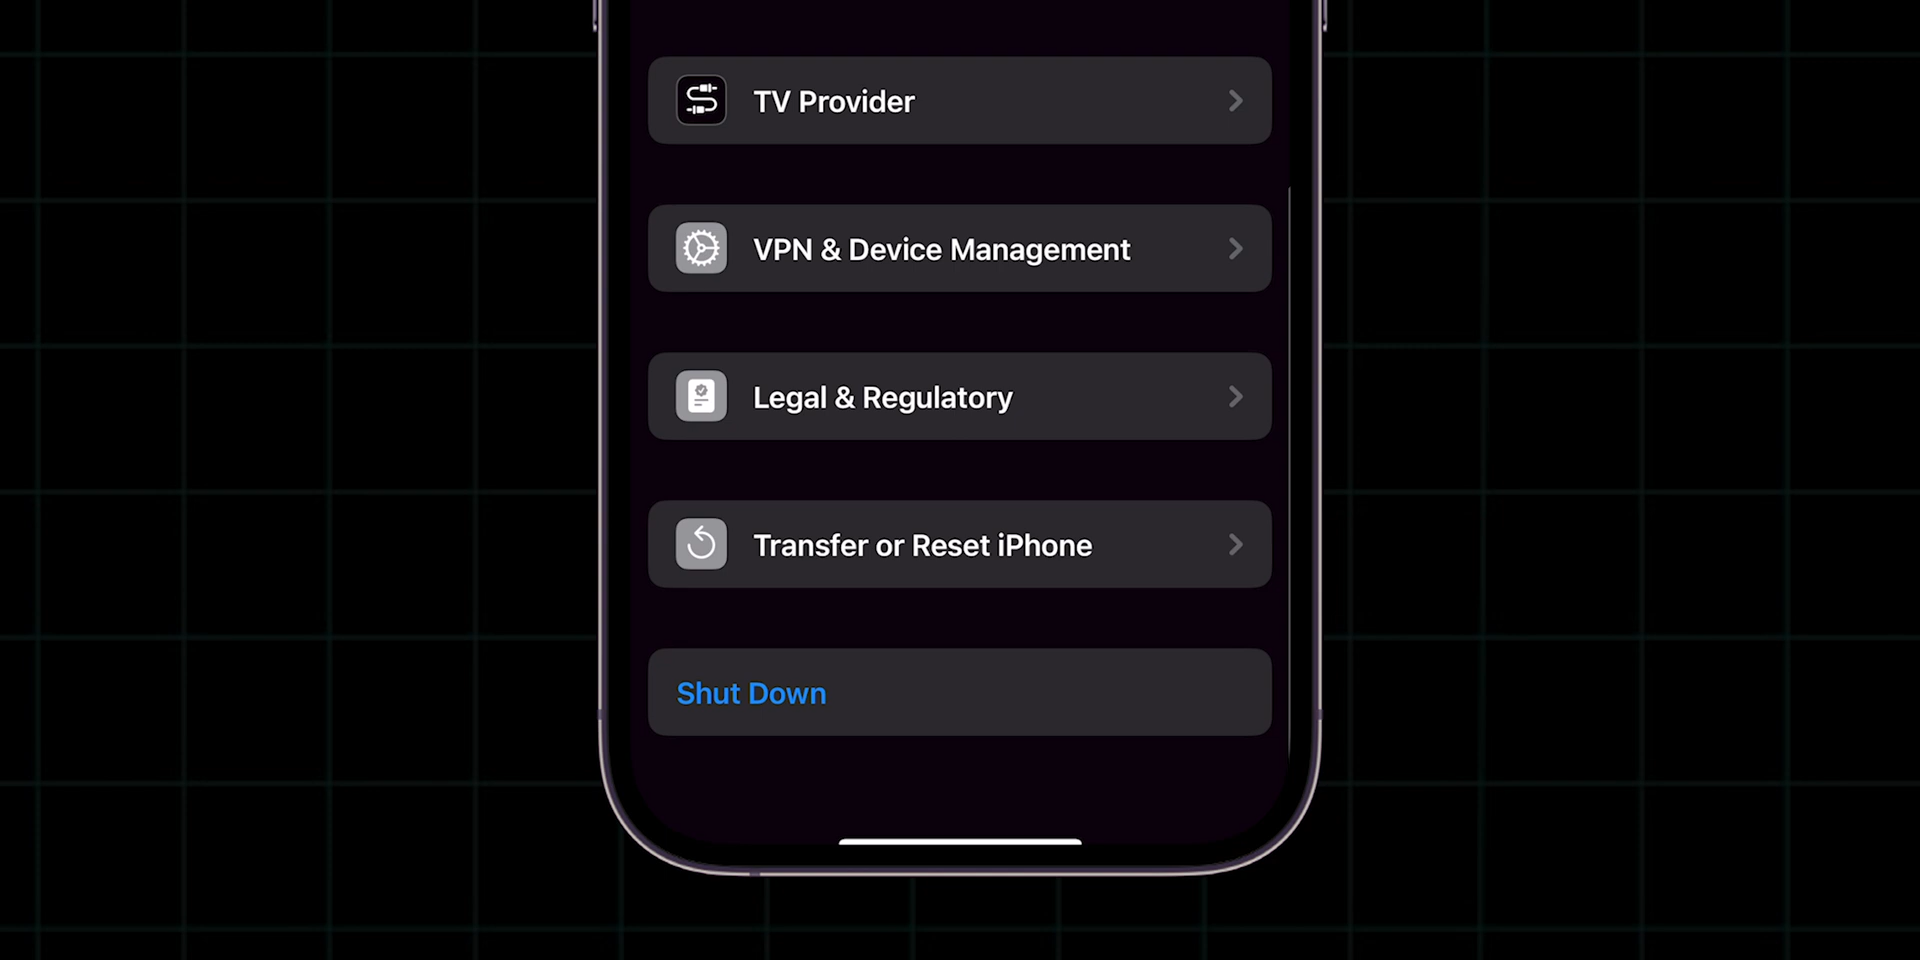 TV Provider
VPN & Device Management
Legal & Regulatory
Transfer or Reset iPhone
Shut Down